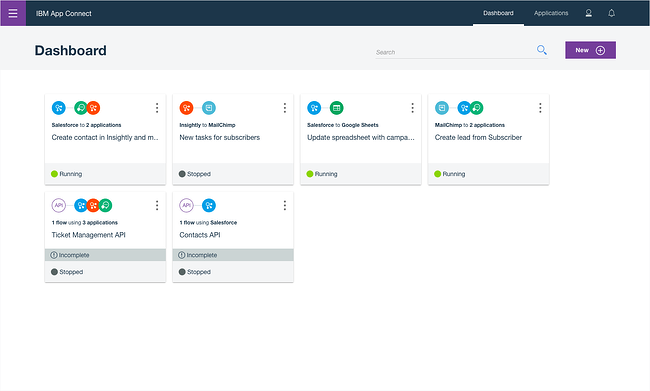 IBM App Connect
Dashboard
Applications
Dashboard
Search
New
Salesforce to 2 applications
Create contact in Insightly and m...
Running
Insightly to MailChimp
New tasks for subscribers
Stopped
Salesforce to Google Sheets
Update spreadsheet with campa...
Running
MailChimp to 2 applications
Create lead from Subscriber
Running
API
1 flow using 3 applications
Ticket Management API
Incomplete
Stopped
API
1 flow using Salesforce
Contacts API
Incomplete
Stopped